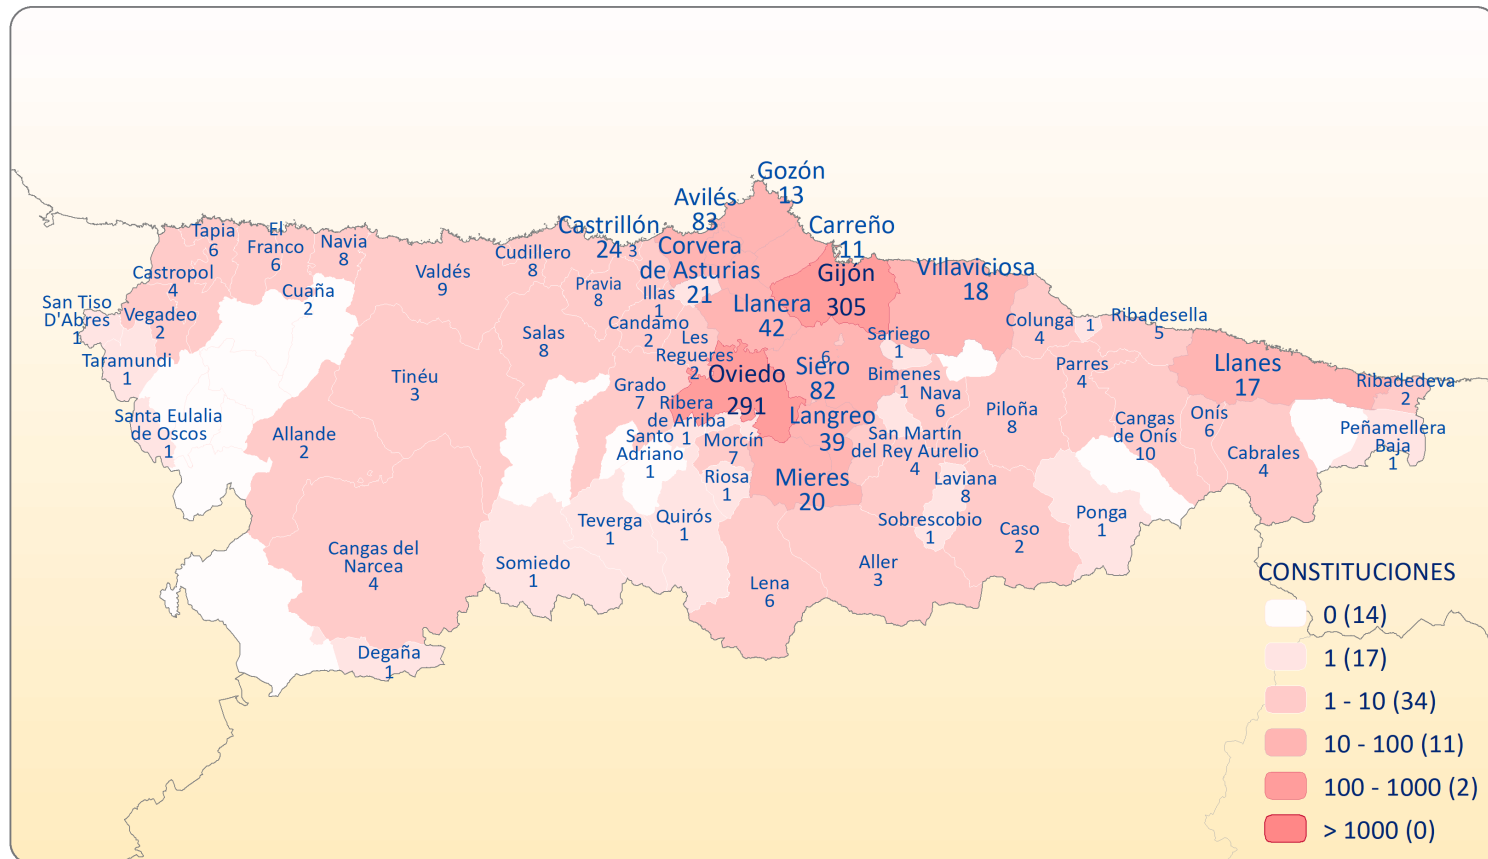 Gozón
13
Avilés
83
Castrillón
24
3
Carreño
11
Corvera
de Asturias
21
Gijón
305
Villaviciosa
18
Tapia
6
El
Franco
6
Navia
8
Cudillero
8
Valdés
9
Castropol
4
Cuaña
2
Pravia
8
Illas
1
Llanera
42
San Tiso
D'Abres
1
Vegadeo
2
Salas
8
Candamo
2
Les
Regueres
2
Sariego
1
Colunga
4
1
Ribadesella
5
Taramundi
1
Tinéu
3
Oviedo
291
6
Siero
82
Bimenes
1
Nava
6
Parres
4
Llanes
17
Ribadedeva
2
Grado
7
Ribera
de Arriba
1
Langreo
39
Piloña
8
Santa Eulalia
de Oscos
1
Allande
2
Santo
Adriano
1
Morcín
7
San Martín
del Rey Aurelio
4
Cangas
de Onís
10
Onís
6
Cabrales
4
Peñamellera
Baja
1
Riosa
1
Mieres
20
Laviana
8
Teverga
1
Quirós
1
Sobrescobio
1
Caso
2
Ponga
1
Cangas del
Narcea
4
Somiedo
1
Lena
6
Aller
3
Degaña
1
CONSTITUCIONES
0 (14)
1 (17)
1 - 10 (34)
10 - 100 (11)
100 - 1000 (2)
> 1000 (0)